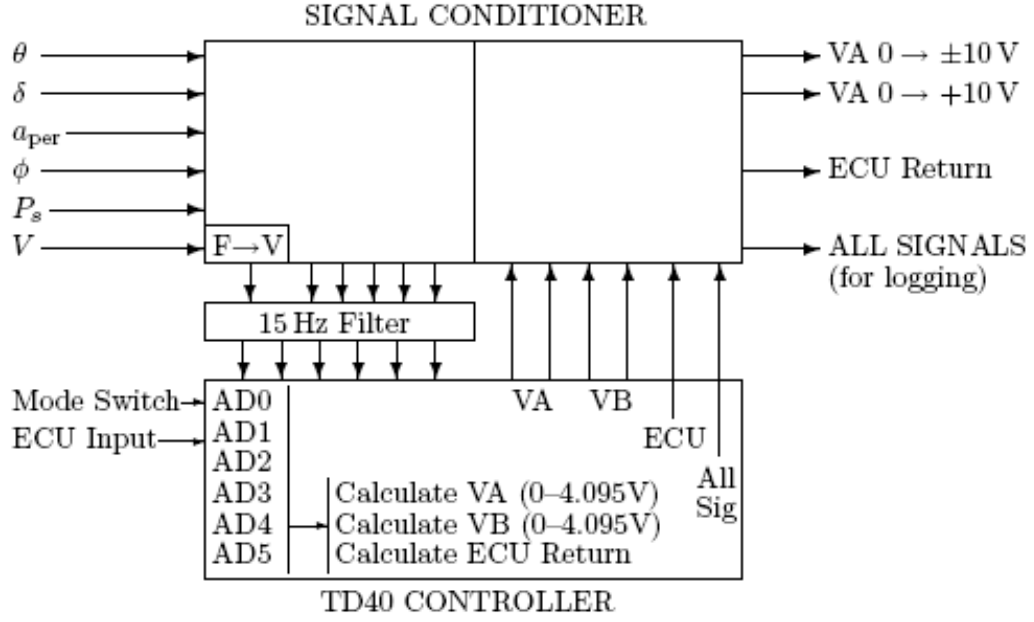 SIGNAL CONDITIONER
θ
δ
a_per
ϕ
P_s
V
F→V
VA 0 → ±10 V
VA 0 → +10 V
ECU Return
ALL SIGNALS
(for logging)
15 Hz Filter
Mode Switch
ECU Input
AD0
AD1
AD2
AD3
AD4
AD5
VA
VB
ECU
All
Sig
Calculate VA (0–4.095V)
Calculate VB (0–4.095V)
Calculate ECU Return
TD40 CONTROLLER